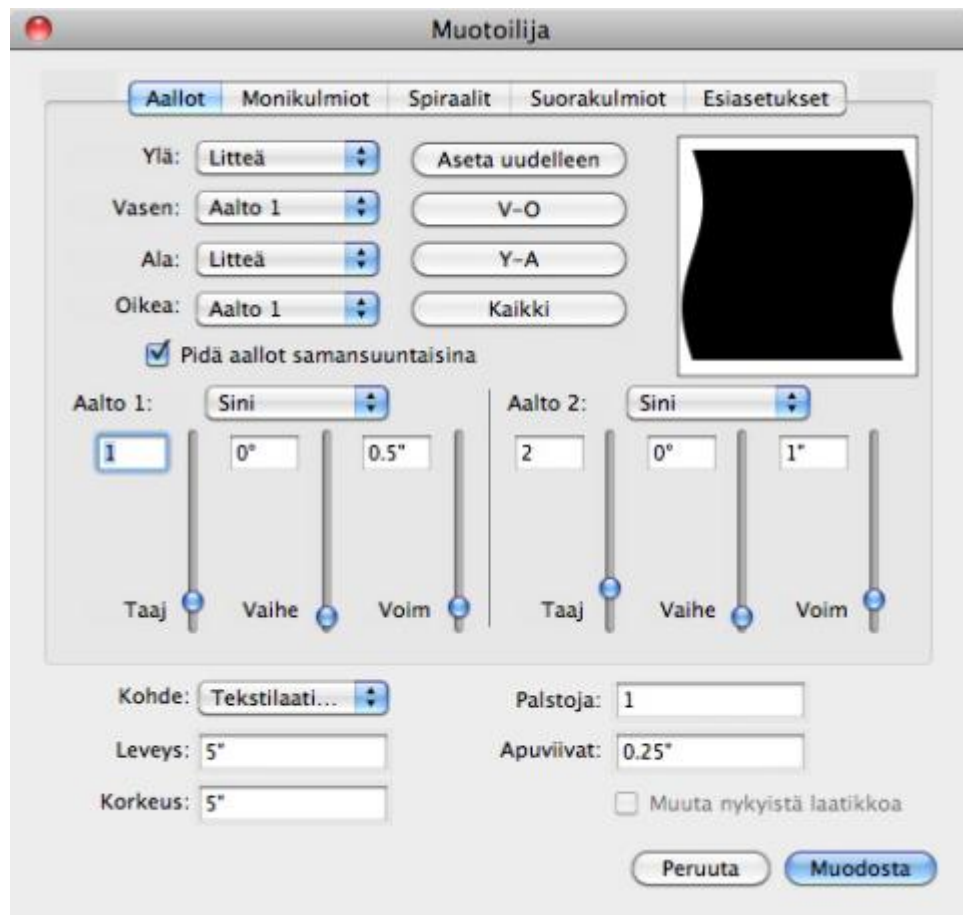 Muotoilija
Aallot Monikulmiot Spiraalit Suorakulmiot Esiasetukset
Ylä: Litteä Aseta uudelleen
Vasen: Aalto 1 V-O
Ala: Litteä Y-A
Oikea: Aalto 1 Kaikki
Pidä aallot samansuuntaisina
Aalto 1: Sini Aalto 2: Sini
1 0° 0.5" 2 0° 1"
Taaj Vaihe Voim Taaj Vaihe Voim
Kohde: Tekstilaati... Palstoja: 1
Leveys: 5" Apuviivat: 0.25"
Korkeus: 5" Muuta nykyistä laatikkoa
Peruuta Muodosta